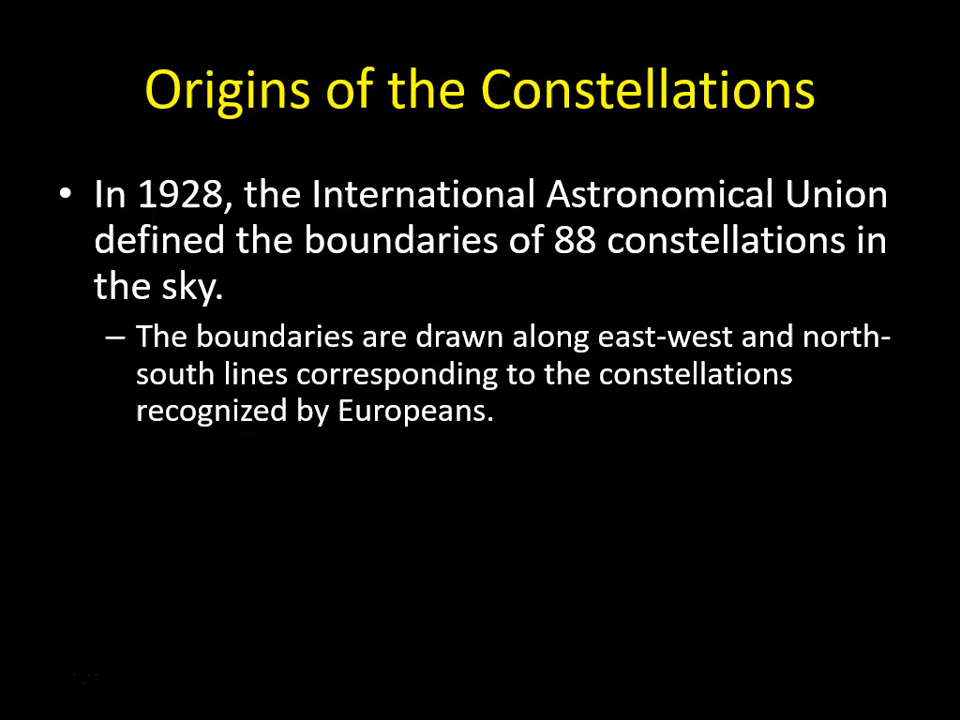 Origins of the Constellations
• In 1928, the International Astronomical Union
defined the boundaries of 88 constellations in
the sky.
– The boundaries are drawn along east-west and north-
south lines corresponding to the constellations
recognized by Europeans.